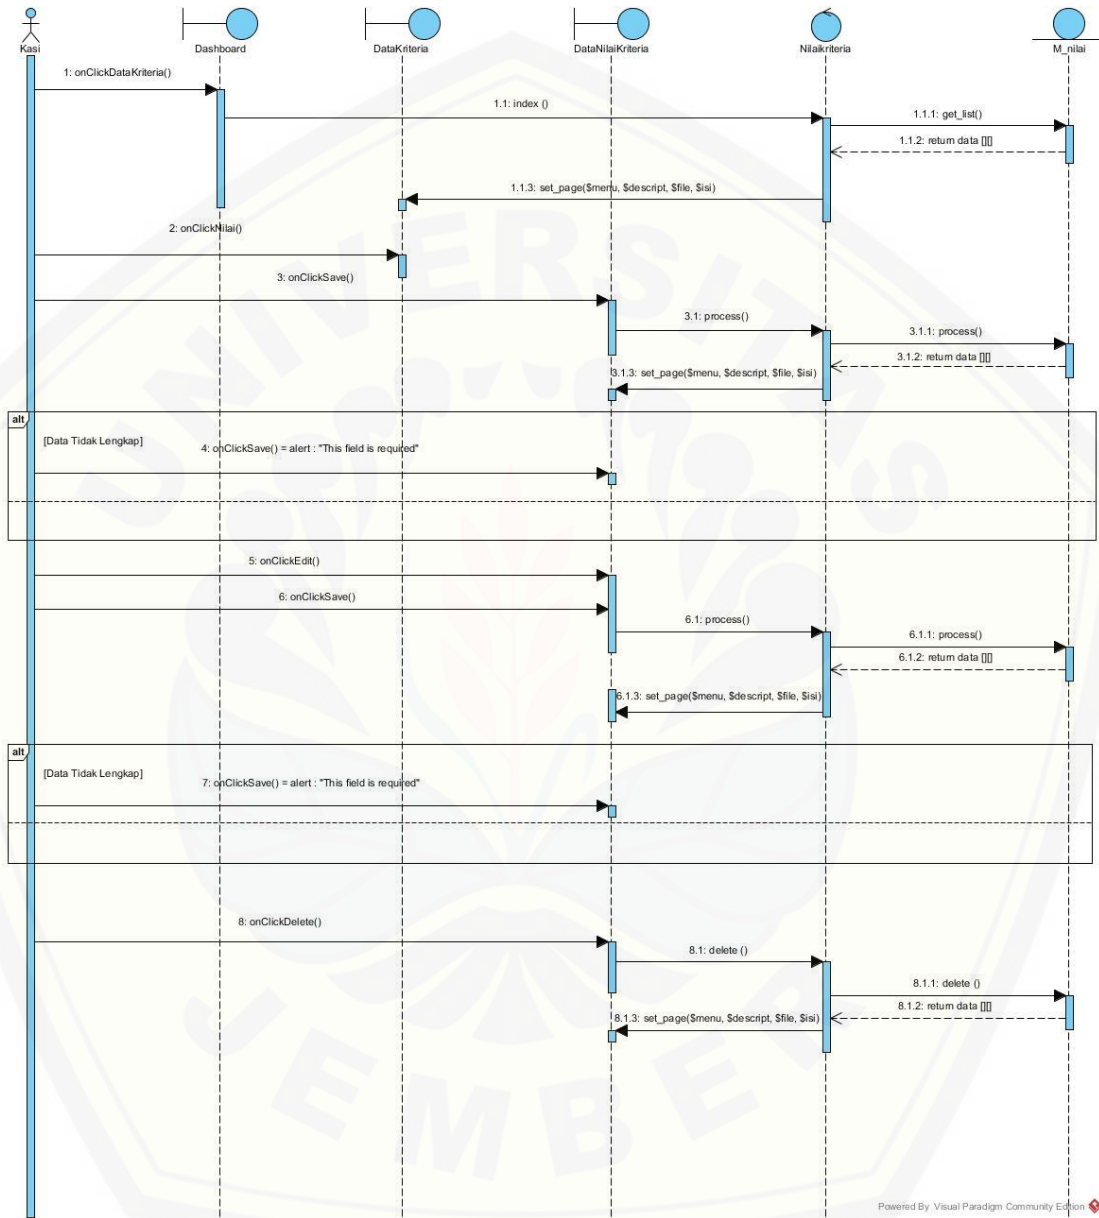 Kasi
Dashboard
DataKriteria
DataNilaiKriteria
Nilaikriteria
M_nilai
1: onClickDataKriteria()
1.1: index ()
1.1.1: get_list()
1.1.2: return data [][]
1.1.3: set_page($menu, $descript, $file, $isi)
2: onClickNilai()
3: onClickSave()
3.1: process()
3.1.1: process()
3.1.2: return data [][]
3.1.3: set_page($menu, $descript, $file, $isi)
alt
[Data Tidak Lengkap]
4: onClickSave() = alert : "This field is required"
5: onClickEdit()
6: onClickSave()
6.1: process()
6.1.1: process()
6.1.2: return data [][]
6.1.3: set_page($menu, $descript, $file, $isi)
alt
[Data Tidak Lengkap]
7: onClickSave() = alert : "This field is required"
8: onClickDelete()
8.1: delete ()
8.1.1: delete ()
8.1.2: return data [][]
8.1.3: set_page($menu, $descript, $file, $isi)
UNIVERSITAS
JEMBER
Powered By Visual Paradigm Community Edition